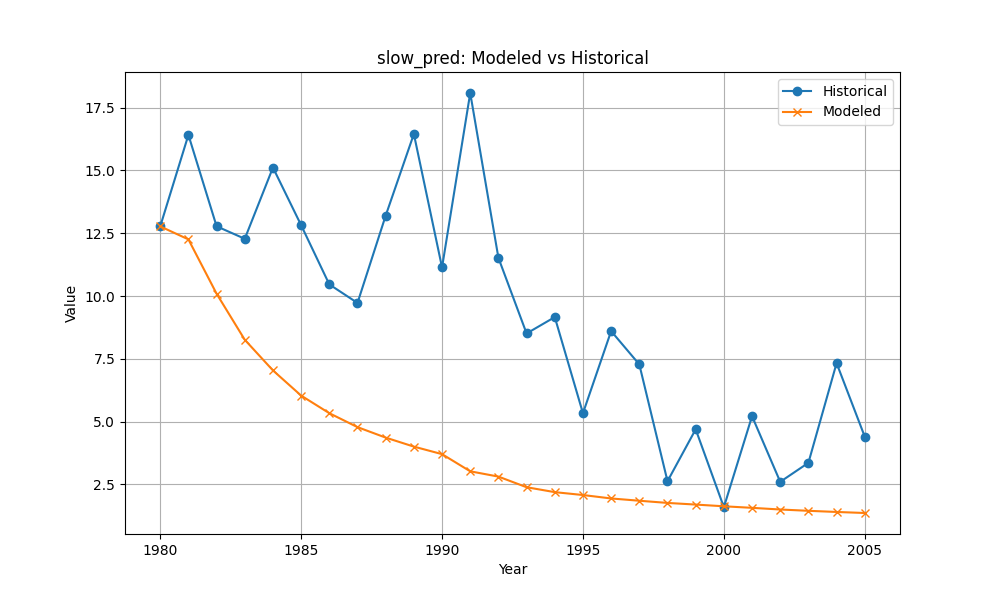 slow_pred: Modeled vs Historical
Historical
Modeled
17.5
15.0
12.5
10.0
7.5
5.0
2.5
Value
1980
1985
1990
1995
2000
2005
Year